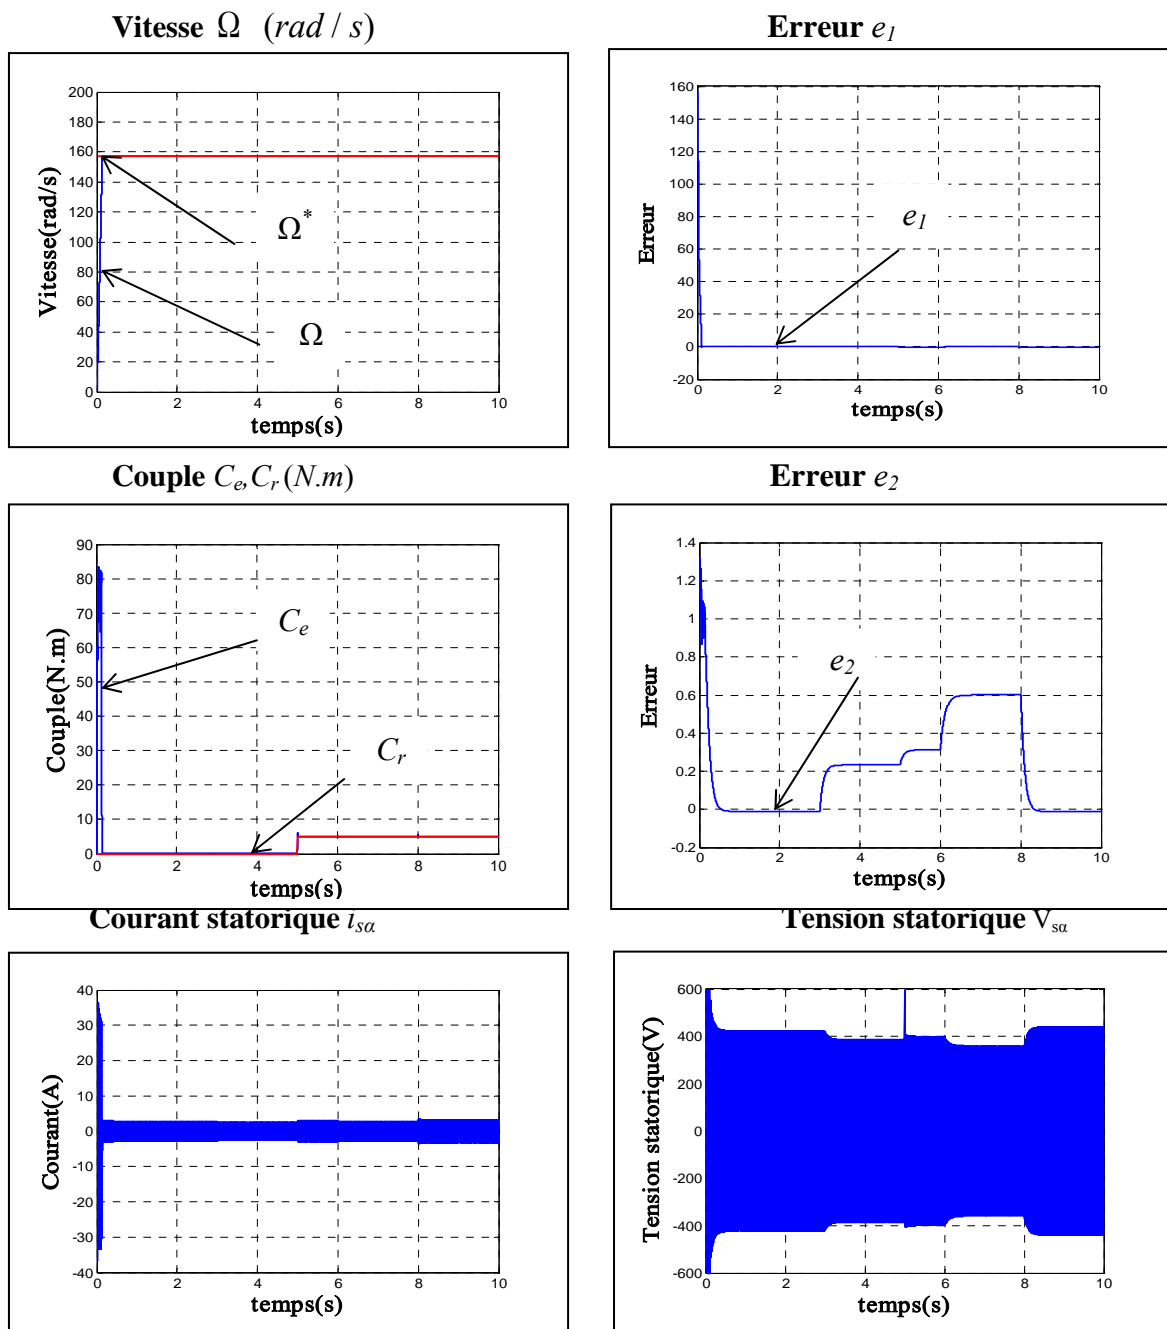 Vitesse Ω (rad / s)
Erreur e1
200
180
160
140
120
100
80
60
40
20
0
Vitesse(rad/s)
Ω*
Ω
0 2 4 6 8 10
temps(s)
160
140
120
100
80
60
40
20
0
-20
Erreur
e1
0 2 4 6 8 10
temps(s)
Couple Ce,Cr (N.m)
Erreur e2
90
80
70
60
50
40
30
20
10
0
Couple(N.m)
Ce
Cr
0 2 4 6 8 10
temps(s)
1.4
1.2
1
0.8
0.6
0.4
0.2
0
-0.2
Erreur
e2
0 2 4 6 8 10
temps(s)
Courant statorique isα
Tension statorique Vsα
40
30
20
10
0
-10
-20
-30
-40
Courant(A)
0 2 4 6 8 10
temps(s)
600
400
200
0
-200
-400
-600
Tension statorique(V)
0 2 4 6 8 10
temps(s)